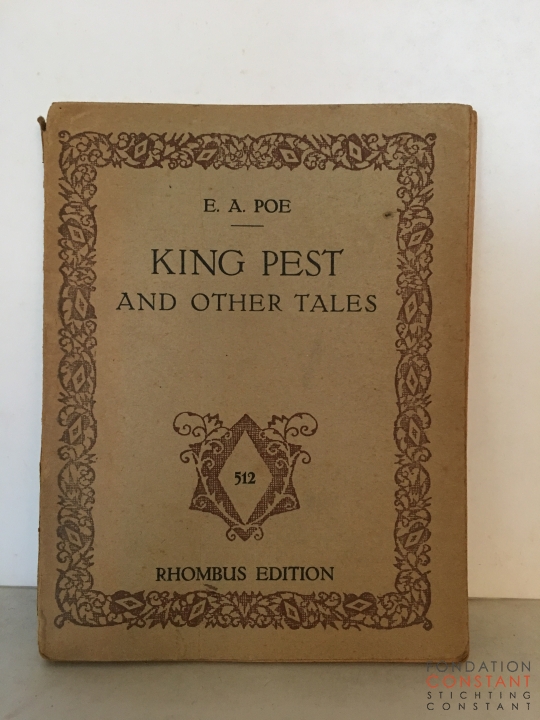 E. A. POE
KING PEST
AND OTHER TALES
512
RHOMBUS EDITION
FONDATION
CONSTANT
STICHTING
CONSTANT